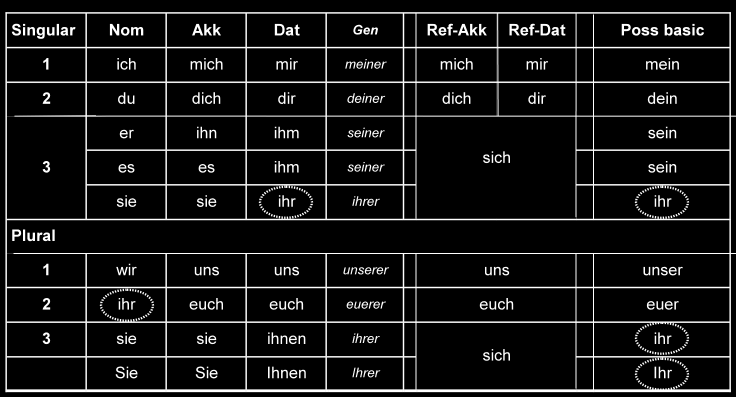 Singular Nom Akk Dat Gen Ref-Akk Ref-Dat Poss basic
1 ich mich mir meiner mich mir mein
2 du dich dir deiner dich dir dein
er ihn ihm seiner sein
sich
3 es es ihm seiner sein
sie sie ihr ihrer ihr
Plural
1 wir uns uns unserer uns unser
2 ihr euch euch euerer euch euer
3 sie sie ihnen ihrer ihr
sich
Sie Sie Ihnen Ihrer Ihr